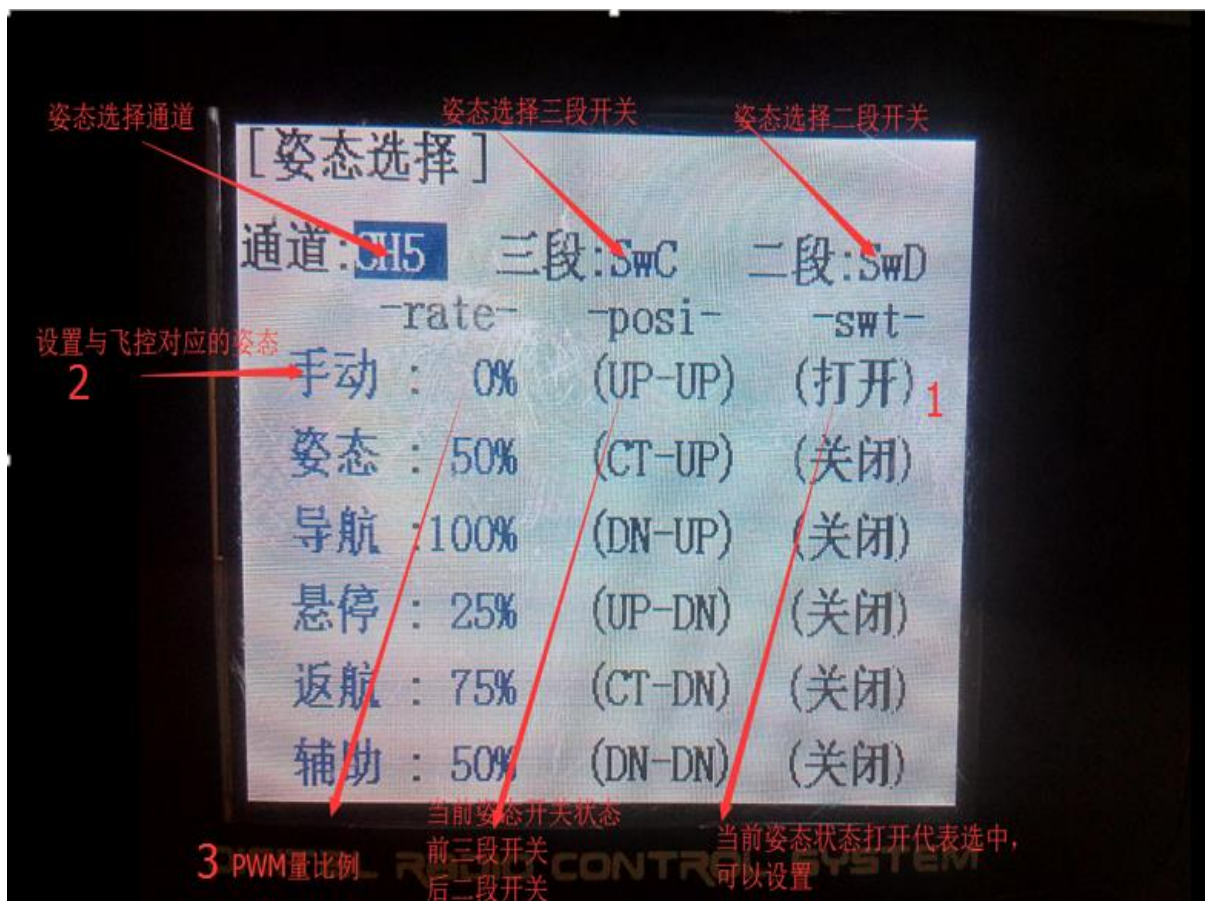 姿态选择通道 姿态选择三段开关 姿态选择二段开关
[姿态选择]
通道:CH5 三段:SwC 二段:SwD
-rate- -posi- -swt-
设置与飞控对应的姿态
2
手动 : 0% (UP-UP) (打开) 1
姿态 : 50% (CT-UP) (关闭)
导航 :100% (DN-UP) (关闭)
悬停 : 25% (UP-DN) (关闭)
返航 : 75% (CT-DN) (关闭)
辅助 : 50% (DN-DN) (关闭)
当前姿态开关状态
前三段开关
后二段开关
当前姿态状态打开代表选中,
可以设置
3 PWM量比例
CONTROL SYSTEM